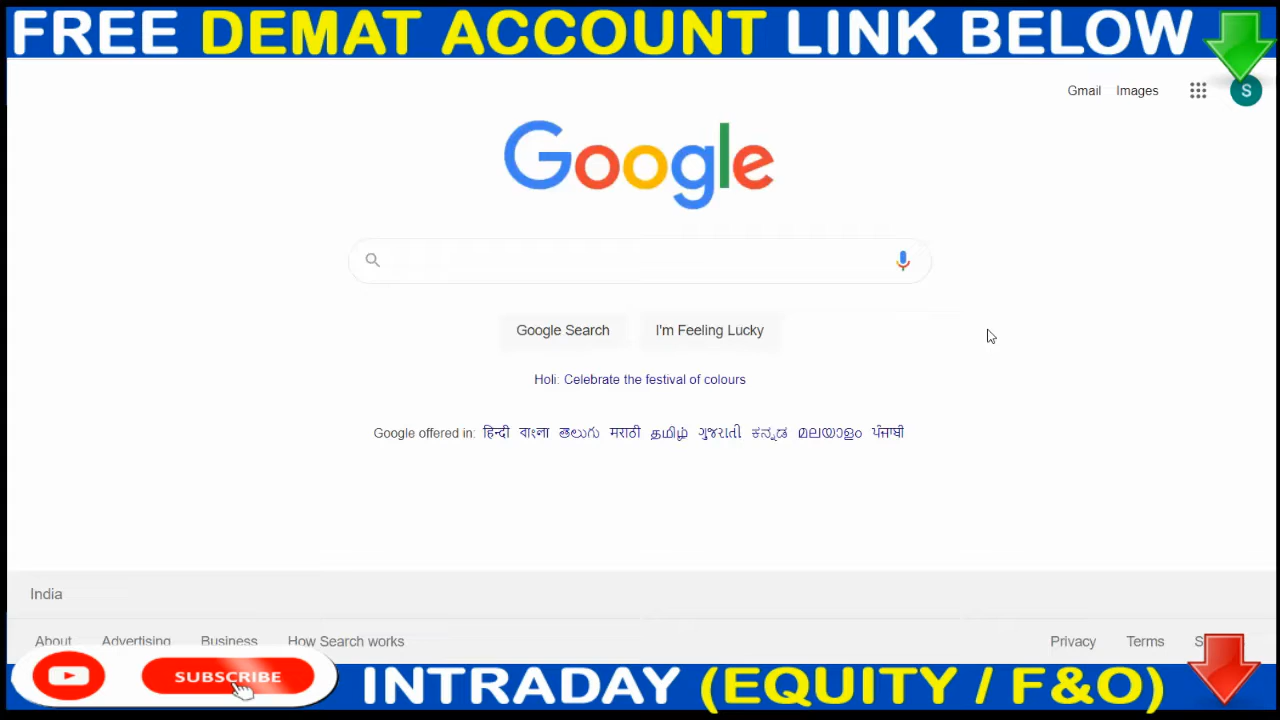 FREE DEMAT ACCOUNT LINK BELOW
Gmail Images S
Google
Google Search I'm Feeling Lucky
Holi: Celebrate the festival of colours
Google offered in: हिन्दी বাংলা తెలుగు मराठी தமிழ் ગુજરાતી ಕನ್ನಡ മലയാളം ਪੰਜਾਬੀ
India
About Advertising Business How Search works Privacy Terms
SUBSCRIBE
INTRADAY (EQUITY / F&O)